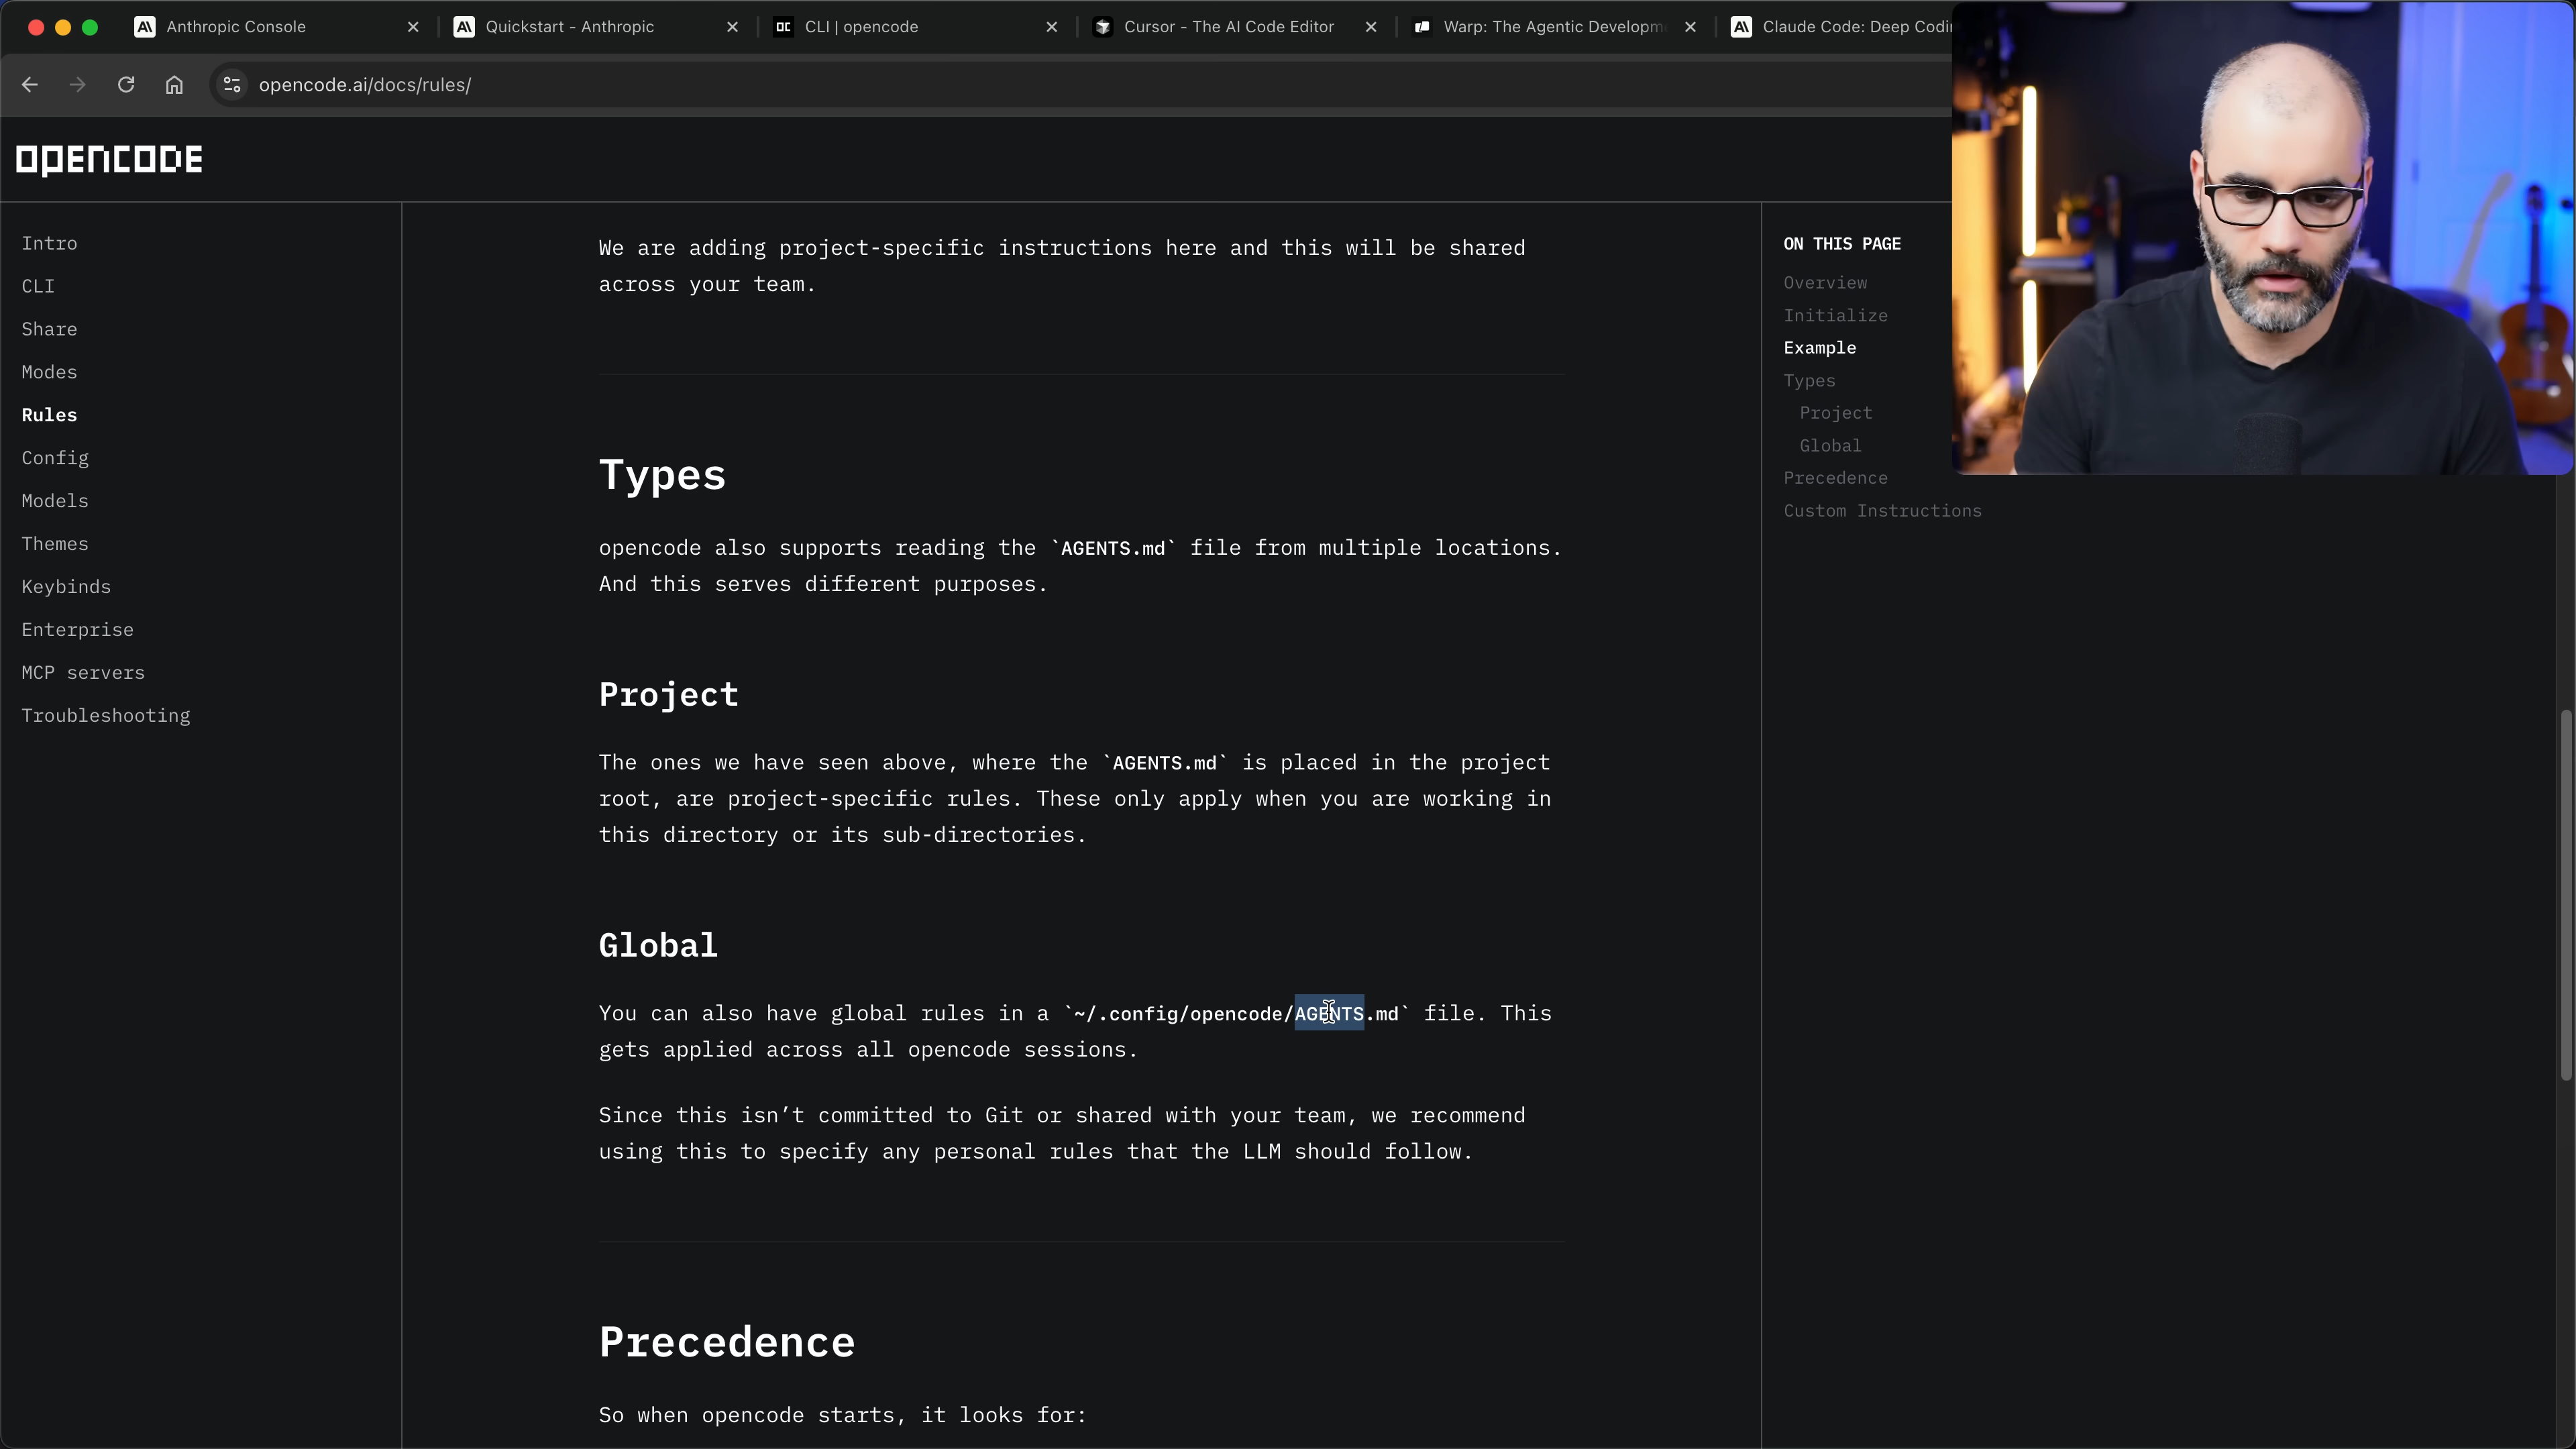 Anthropic Console
Quickstart - Anthropic
CLI | opencode
Cursor - The AI Code Editor
Warp: The Agentic Developm
Claude Code: Deep Codi
opencode.ai/docs/rules/
opencode
Intro
CLI
Share
Modes
Rules
Config
Models
Themes
Keybinds
Enterprise
MCP servers
Troubleshooting
We are adding project-specific instructions here and this will be shared
across your team.
Types
opencode also supports reading the `AGENTS.md` file from multiple locations.
And this serves different purposes.
Project
The ones we have seen above, where the `AGENTS.md` is placed in the project
root, are project-specific rules. These only apply when you are working in
this directory or its sub-directories.
Global
You can also have global rules in a `~/.config/opencode/AGENTS.md` file. This
gets applied across all opencode sessions.
Since this isn’t committed to Git or shared with your team, we recommend
using this to specify any personal rules that the LLM should follow.
Precedence
So when opencode starts, it looks for:
ON THIS PAGE
Overview
Initialize
Example
Types
Project
Global
Precedence
Custom Instructions